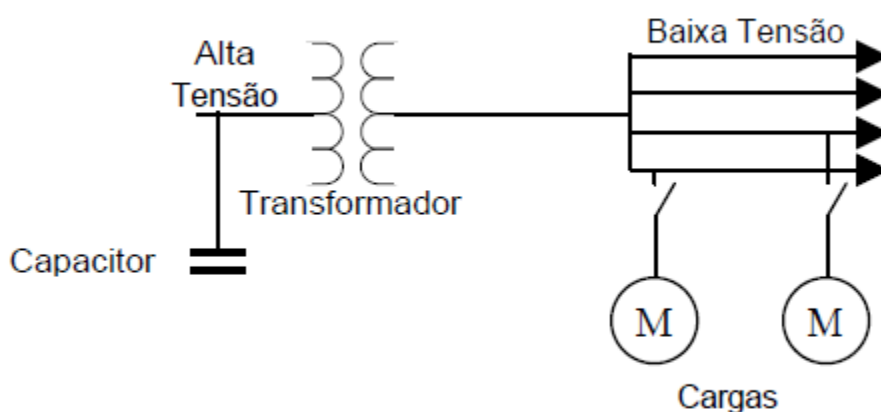 Alta
Tensão
Baixa Tensão
Transformador
Capacitor
M
M
Cargas